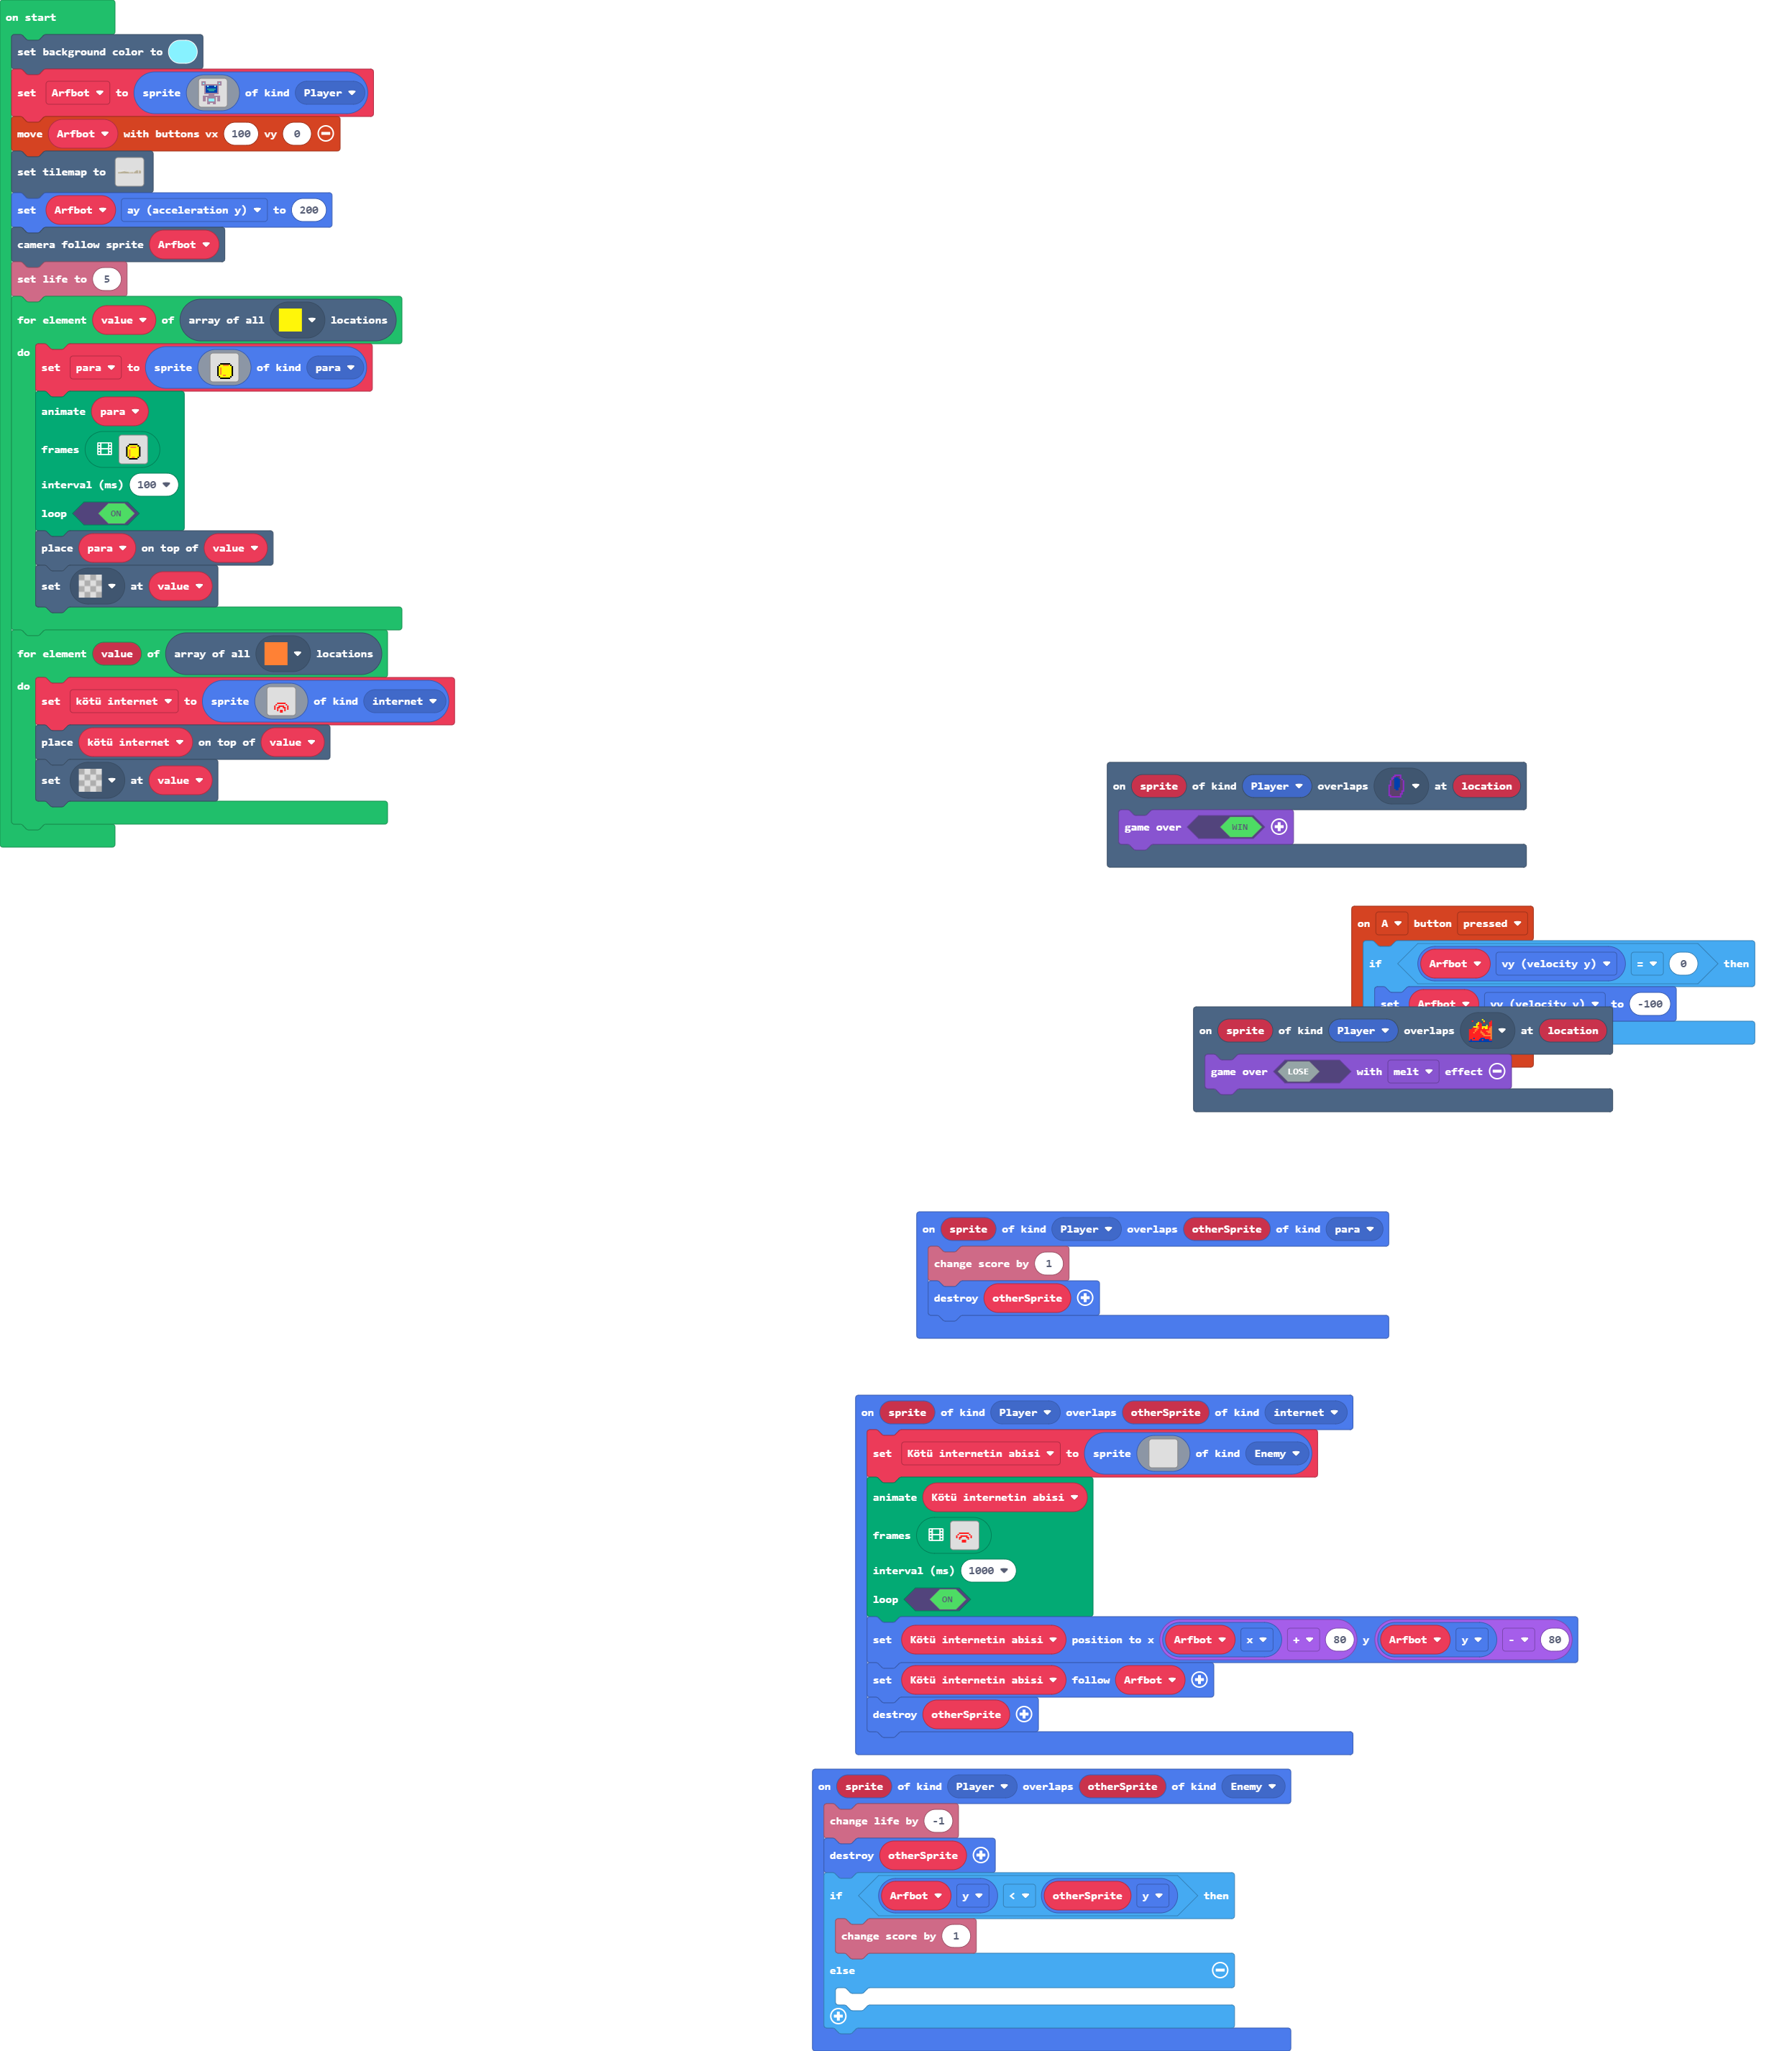 on start
set background color to
set Arfbot to sprite of kind Player
move Arfbot with buttons vx 100 vy 0
set tilemap to
set Arfbot ay (acceleration y) to 200
camera follow sprite Arfbot
set life to 5
for element value of array of all locations
do
set para to sprite of kind para
animate para
frames
interval (ms) 100
loop ON
place para on top of value
set at value
for element value of array of all locations
do
set kötü internet to sprite of kind internet
place kötü internet on top of value
set at value
on sprite of kind Player overlaps at location
game over WIN
on A button pressed
if Arfbot vy (velocity y) = 0 then
set Arfbot vy (velocity y) to -100
on sprite of kind Player overlaps at location
game over LOSE with melt effect
on sprite of kind Player overlaps otherSprite of kind para
change score by 1
destroy otherSprite
on sprite of kind Player overlaps otherSprite of kind internet
set Kötü internetin abisi to sprite of kind Enemy
animate Kötü internetin abisi
frames
interval (ms) 1000
loop ON
set Kötü internetin abisi position to x Arfbot x + 80 y Arfbot y - 80
set Kötü internetin abisi follow Arfbot
destroy otherSprite
on sprite of kind Player overlaps otherSprite of kind Enemy
change life by -1
destroy otherSprite
if Arfbot y < otherSprite y then
change score by 1
else